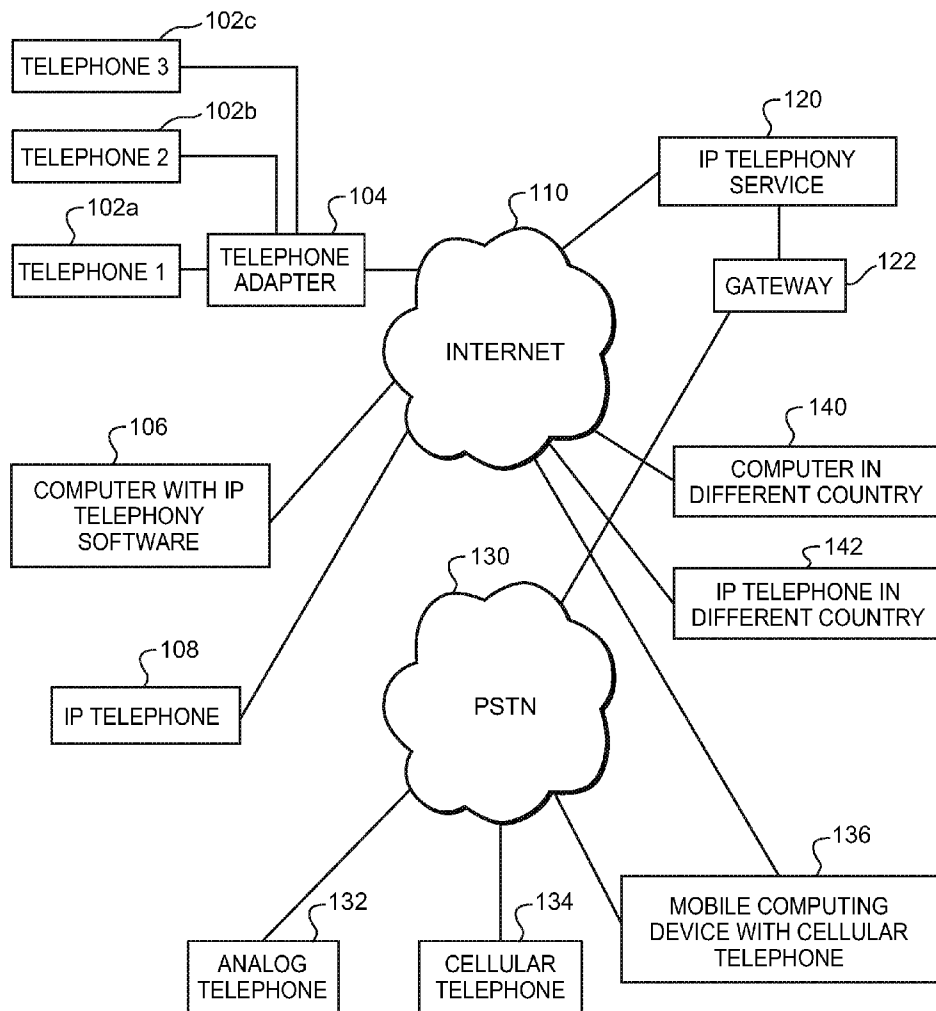 102c
TELEPHONE 3
102b
TELEPHONE 2
120
IP TELEPHONY
SERVICE
102a
104
110
TELEPHONE 1
TELEPHONE
ADAPTER
GATEWAY
122
INTERNET
106
COMPUTER WITH IP
TELEPHONY
SOFTWARE
140
COMPUTER IN
DIFFERENT COUNTRY
142
IP TELEPHONE IN
DIFFERENT COUNTRY
130
108
IP TELEPHONE
PSTN
136
MOBILE COMPUTING
DEVICE WITH CELLULAR
TELEPHONE
132
ANALOG
TELEPHONE
134
CELLULAR
TELEPHONE